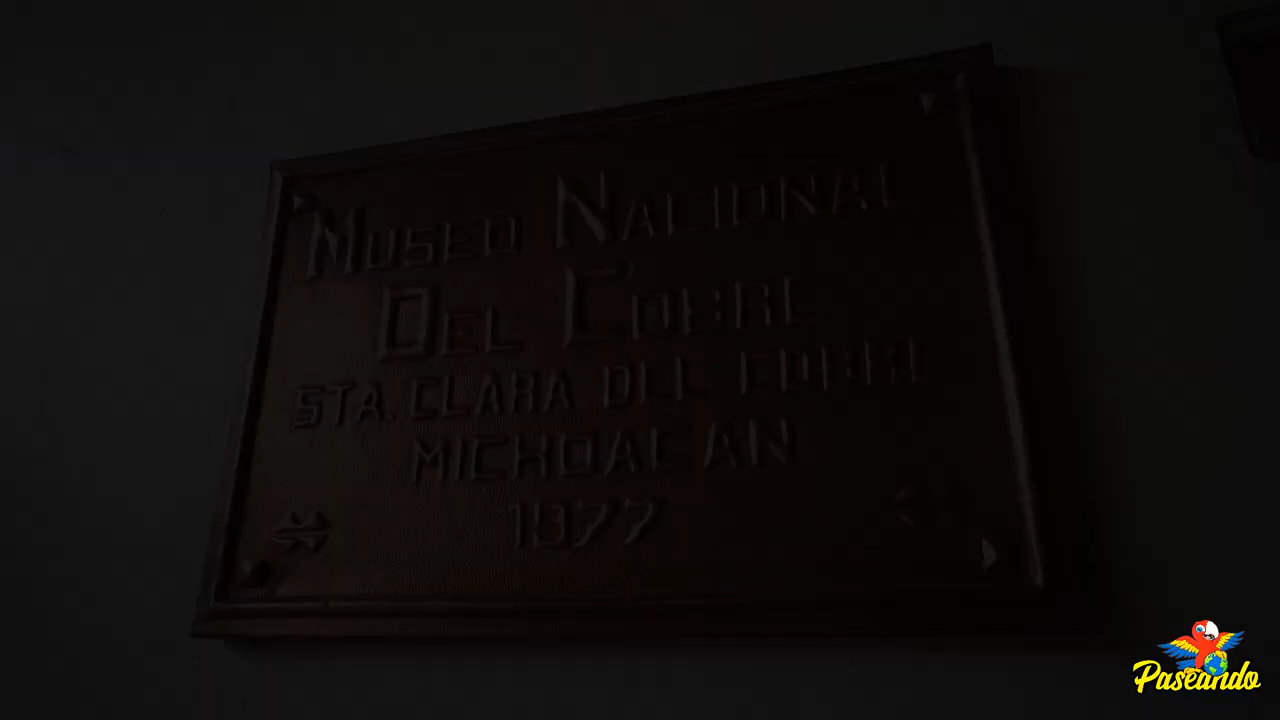 MUSEO NACIONAL
DEL COBRE
STA. CLARA DEL COBRE
MICHOACAN
1977
Paseando